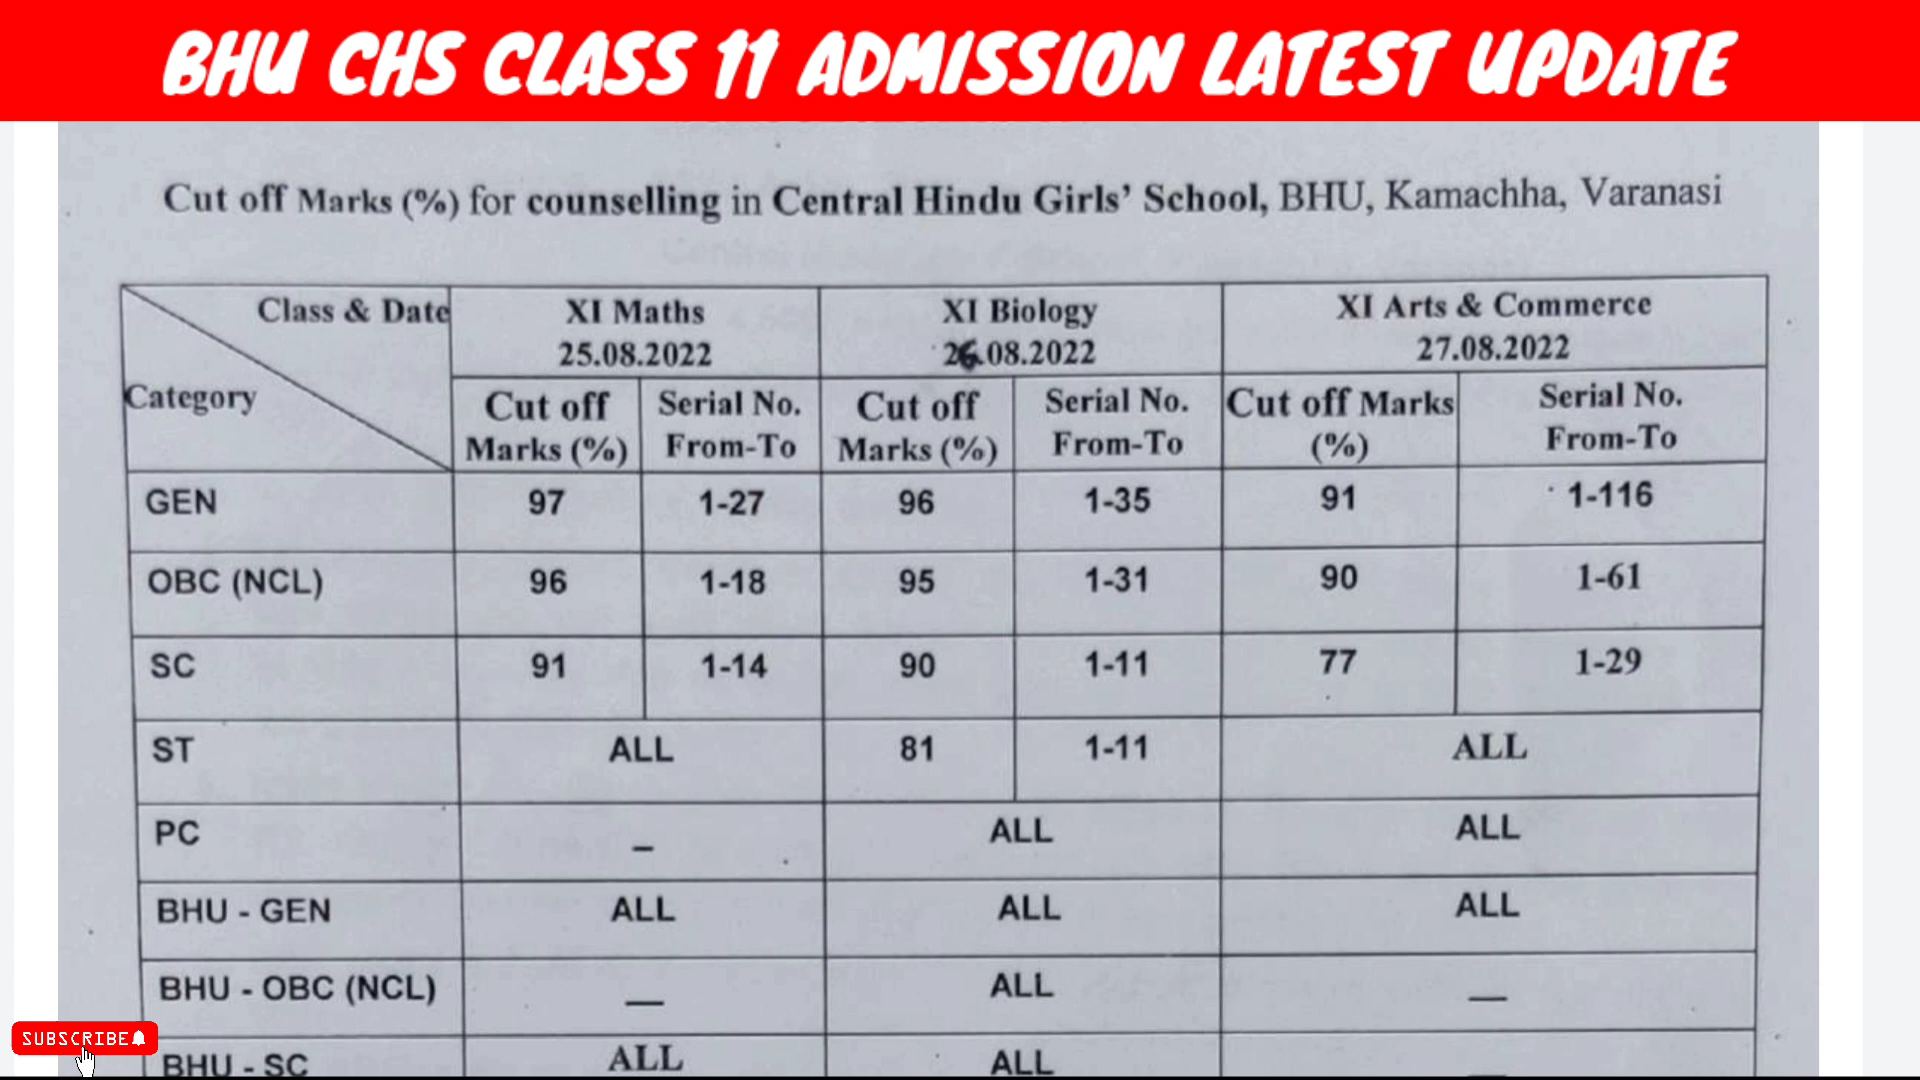 BHU CHS CLASS 11 ADMISSION LATEST UPDATE
Cut off Marks (%) for counselling in Central Hindu Girls' School, BHU, Kamachha, Varanasi
Class & Date
Category
XI Maths
25.08.2022
XI Biology
26.08.2022
XI Arts & Commerce
27.08.2022
Cut off
Marks (%)
Serial No.
From-To
Cut off
Marks (%)
Serial No.
From-To
Cut off Marks
(%)
Serial No.
From-To
GEN 97 1-27 96 1-35 91 1-116
OBC (NCL) 96 1-18 95 1-31 90 1-61
SC 91 1-14 90 1-11 77 1-29
ST ALL 81 1-11 ALL
PC – ALL ALL
BHU - GEN ALL ALL ALL
BHU - OBC (NCL) — ALL —
BHU - SC ALL ALL —
SUBSCRIBE